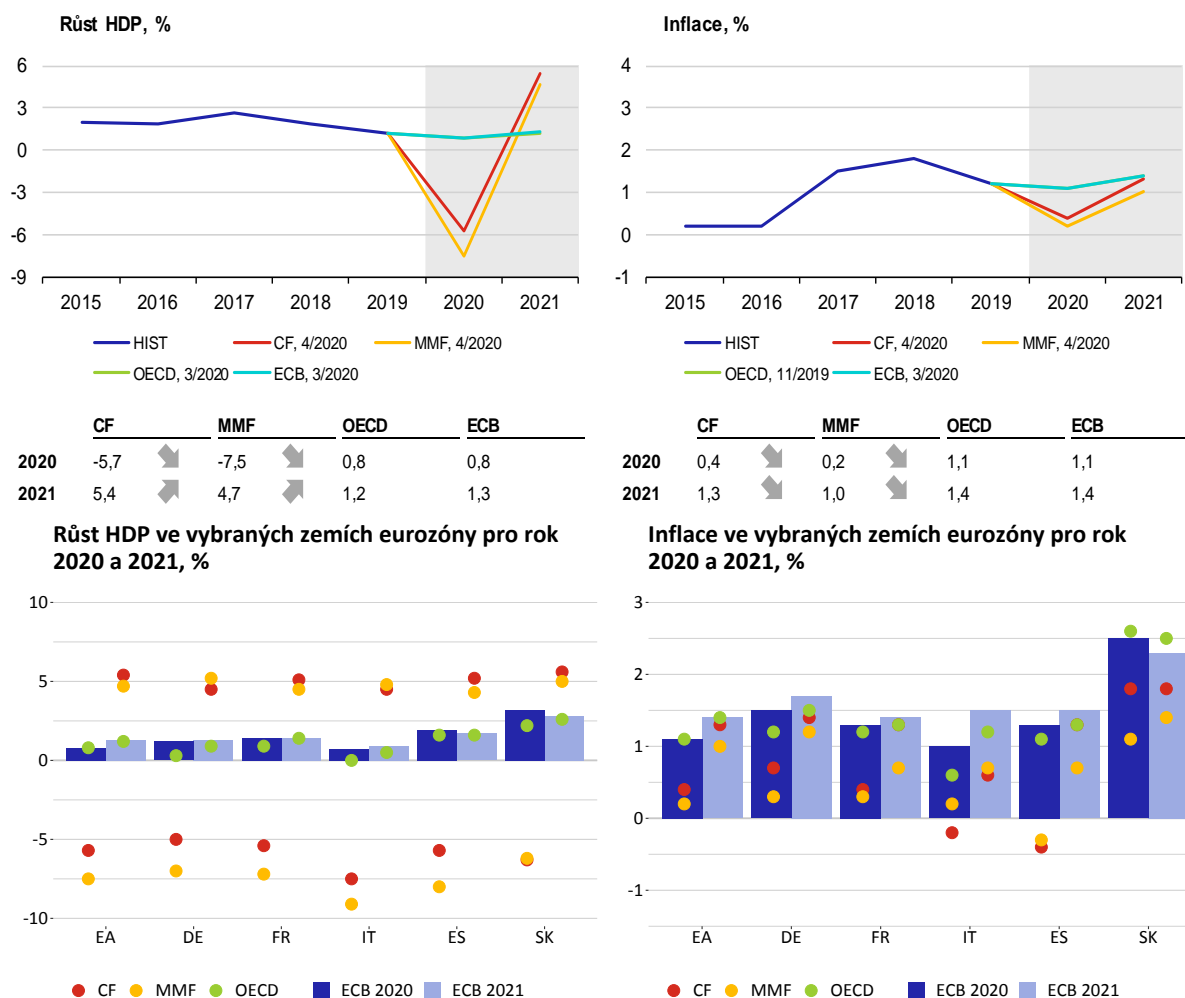 Růst HDP, %
6
3
0
-3
-6
-9
2015 2016 2017 2018 2019 2020 2021
HIST CF, 4/2020 MMF, 4/2020
OECD, 3/2020 ECB, 3/2020
CF MMF OECD ECB
2020 -5,7 -7,5 0,8 0,8
2021 5,4 4,7 1,2 1,3
Inflace, %
4
3
2
1
0
-1
2015 2016 2017 2018 2019 2020 2021
HIST CF, 4/2020 MMF, 4/2020
OECD, 11/2019 ECB, 3/2020
CF MMF OECD ECB
2020 0,4 0,2 1,1 1,1
2021 1,3 1,0 1,4 1,4
Růst HDP ve vybraných zemích eurozóny pro rok
2020 a 2021, %
10
5
0
-5
-10
EA DE FR IT ES SK
CF MMF OECD ECB 2020 ECB 2021
Inflace ve vybraných zemích eurozóny pro rok
2020 a 2021, %
3
2
1
0
-1
EA DE FR IT ES SK
CF MMF OECD ECB 2020 ECB 2021